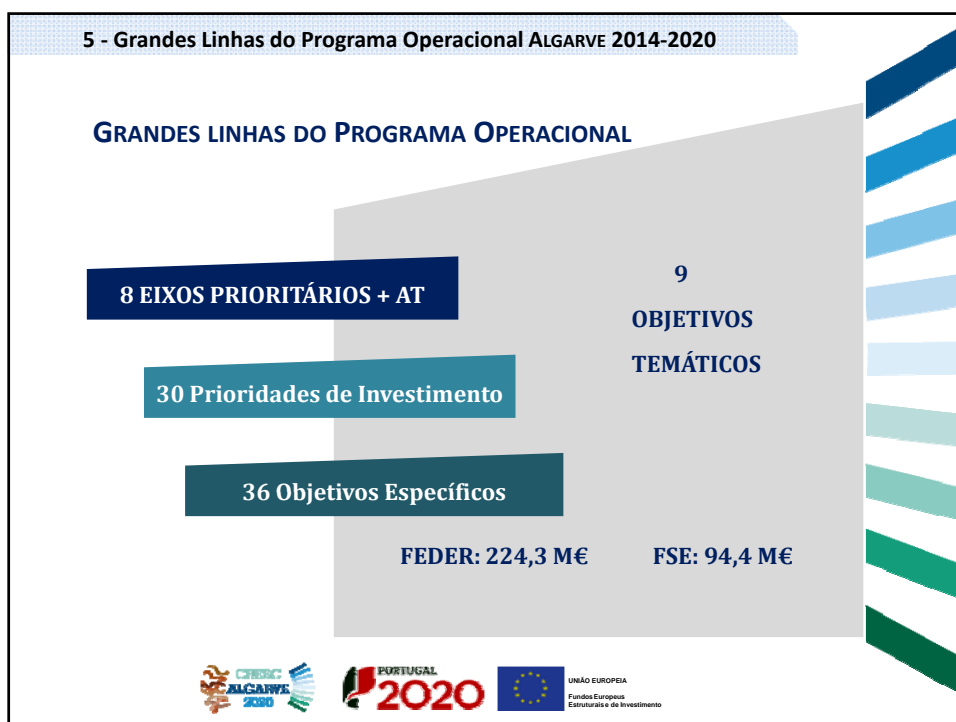 5 - Grandes Linhas do Programa Operacional ALGARVE 2014-2020
GRANDES LINHAS DO PROGRAMA OPERACIONAL
8 EIXOS PRIORITÁRIOS + AT
30 Prioridades de Investimento
36 Objetivos Específicos
9
OBJETIVOS
TEMÁTICOS
FEDER: 224,3 M€ FSE: 94,4 M€
CRESC
ALGARVE
2020
PORTUGAL
2020
UNIÃO EUROPEIA
Fundos Europeus
Estruturais e de Investimento